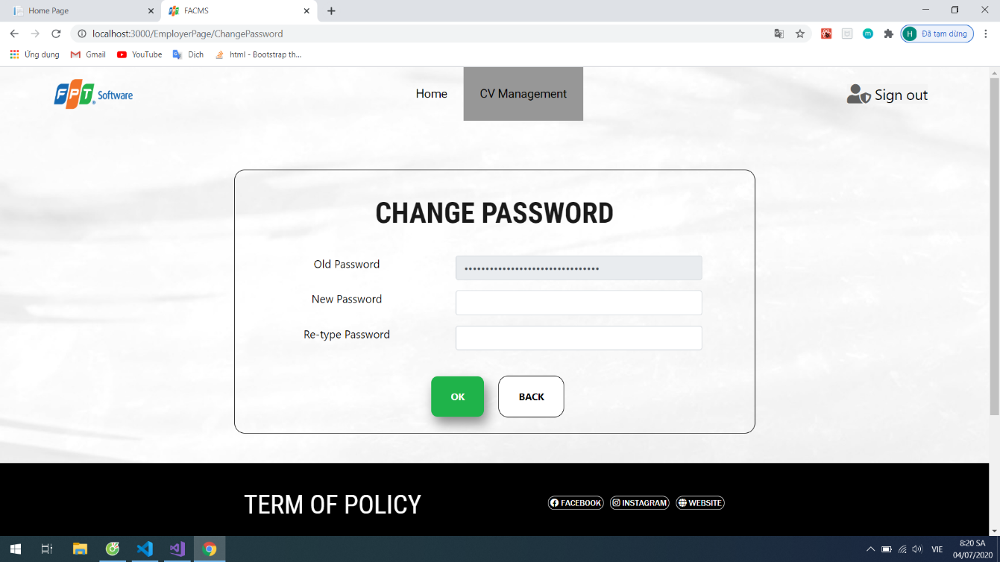 Home Page
FACMS
localhost:3000/EmployerPage/ChangePassword
H Đã tạm dừng
Ứng dụng
Gmail
YouTube
Dịch
html - Bootstrap th...
FPT Software
Home
CV Management
Sign out
CHANGE PASSWORD
Old Password
New Password
Re-type Password
OK
BACK
TERM OF POLICY
FACEBOOK
INSTAGRAM
WEBSITE
VIE
8:20 SA
04/07/2020